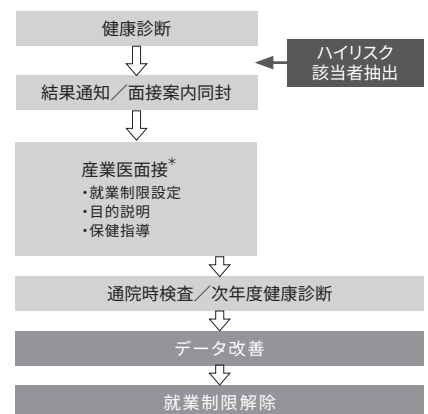 健康診断
ハイリスク
該当者抽出
結果通知／面接案内同封
産業医面接*
・就業制限設定
・目的説明
・保健指導
通院時検査／次年度健康診断
データ改善
就業制限解除